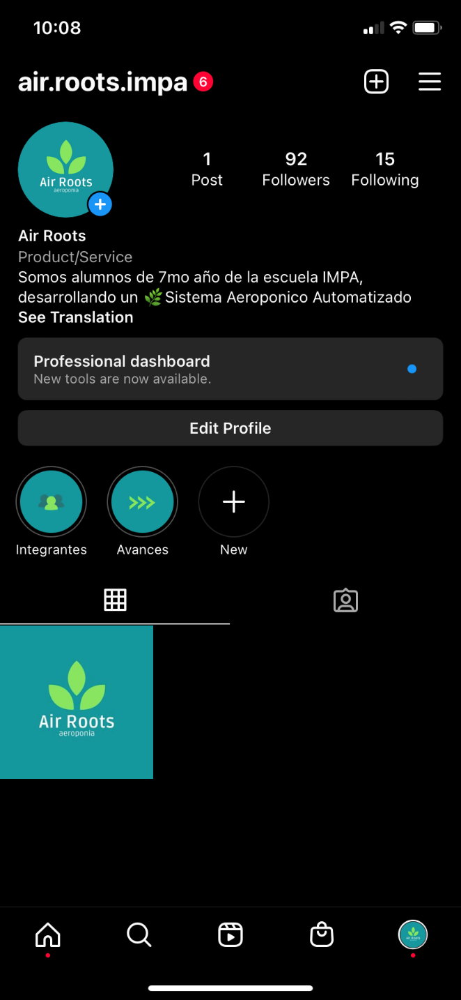 10:08
air.roots.impa 6
Air Roots
aeroponia
1 92 15
Post Followers Following
Air Roots
Product/Service
Somos alumnos de 7mo año de la escuela IMPA,
desarrollando un 🌿Sistema Aeroponico Automatizado
See Translation
Professional dashboard
New tools are now available.
Edit Profile
Integrantes Avances New
Air Roots
aeroponia
Air Roots